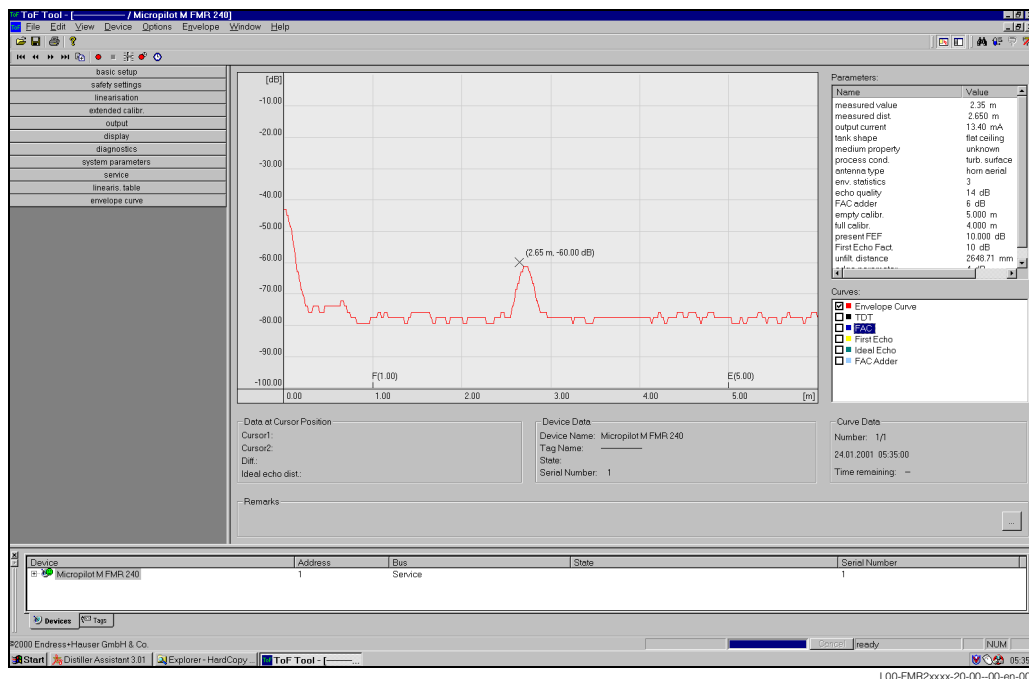 ToF Tool - [———— / Micropilot M FMR 240]
File Edit View Device Options Envelope Window Help
basic setup
safety settings
linearisation
extended calibr.
output
display
diagnostics
system parameters
service
linearis. table
envelope curve
[dB]
-10.00
-20.00
-30.00
-40.00
-50.00
-60.00
-70.00
-80.00
-90.00
-100.00
(2.65 m, -60.00 dB)
F(1.00)
E(5.00)
0.00 1.00 2.00 3.00 4.00 5.00 [m]
Parameters:
Name Value
measured value 2.35 m
measured dist. 2.650 m
output current 13.40 mA
tank shape flat ceiling
medium property unknown
process cond. turb. surface
antenna type horn aerial
env. statistics 3
echo quality 14 dB
FAC adder 6 dB
empty calibr. 5.000 m
full calibr. 4.000 m
present FEF 10.000 dB
First Echo Fact. 10 dB
unfilt. distance 2648.71 mm
Curves:
Envelope Curve
TDT
FAC
First Echo
Ideal Echo
FAC Adder
Data at Cursor Position
Cursor1:
Cursor2:
Diff.:
Ideal echo dist.:
Device Data
Device Name: Micropilot M FMR 240
Tag Name: ————
State:
Serial Number: 1
Curve Data
Number: 1/1
24.01.2001 05:35:00
Time remaining: –
Remarks
...
Device Address Bus State Serial Number
Micropilot M FMR 240 1 Service 1
Devices Tags
©2000 Endress+Hauser GmbH & Co.
Cancel ready NUM
Start Distiller Assistant 3.01 Explorer - HardCopy ... ToF Tool - [———... 05:35
L00-FMR2xxxx-20-00--00-en-00